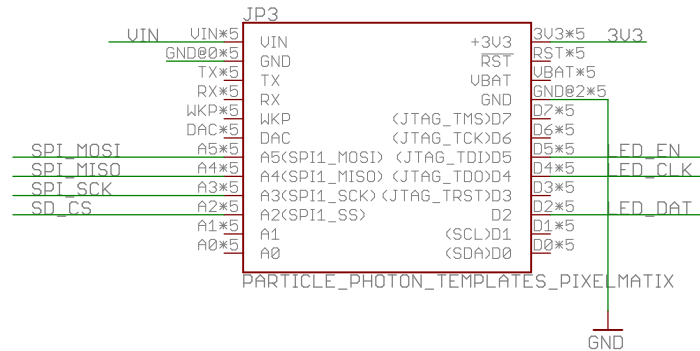 JP3
VIN VIN*5 VIN +3V3 3V3*5 3V3
GND@0*5 GND RST RST*5
TX*5 TX VBAT VBAT*5
RX*5 RX GND GND@2*5
WKP*5 WKP (JTAG_TMS)D7 D7*5
DAC*5 DAC (JTAG_TCK)D6 D6*5
SPI_MOSI A5*5 A5(SPI1_MOSI) (JTAG_TDI)D5 D5*5 LED_EN
SPI_MISO A4*5 A4(SPI1_MISO) (JTAG_TDO)D4 D4*5 LED_CLK
SPI_SCK A3*5 A3(SPI1_SCK) (JTAG_TRST)D3 D3*5
SD_CS A2*5 A2(SPI1_SS) D2 D2*5 LED_DAT
A1*5 A1 (SCL)D1 D1*5
A0*5 A0 (SDA)D0 D0*5
PARTICLE_PHOTON_TEMPLATES_PIXELMATIX
GND